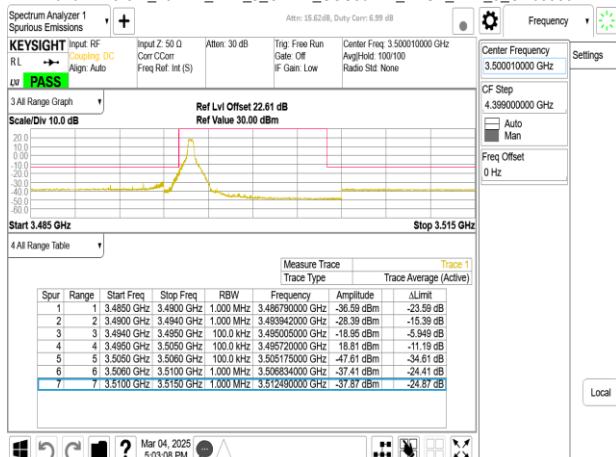 Spectrum Analyzer 1
Spurious Emissions
Attn: 15.62dB, Duty Corr: 6.99 dB
Frequency
Settings
KEYSIGHT
RL
LXI
PASS
Input: RF
Coupling: DC
Align: Auto
Input Z: 50 Ω
Corr CCorr
Freq Ref: Int (S)
Atten: 30 dB
Trig: Free Run
Gate: Off
IF Gain: Low
Center Freq: 3.500010000 GHz
Avg|Hold: 100/100
Radio Std: None
Center Frequency
3.500010000 GHz
CF Step
4.399000000 GHz
Auto
Man
Freq Offset
0 Hz
Local
3 All Range Graph
Scale/Div 10.0 dB
Ref Lvl Offset 22.61 dB
Ref Value 30.00 dBm
20.0
10.0
0.00
-10.0
-20.0
-30.0
-40.0
-50.0
-60.0
Start 3.485 GHz
Stop 3.515 GHz
4 All Range Table
Measure Trace Trace 1
Trace Type Trace Average (Active)
Spur Range Start Freq Stop Freq RBW Frequency Amplitude ΔLimit
1 1 3.4850 GHz 3.4900 GHz 1.000 MHz 3.486790000 GHz -36.59 dBm -23.59 dB
2 2 3.4900 GHz 3.4940 GHz 1.000 MHz 3.493942000 GHz -28.39 dBm -15.39 dB
3 3 3.4940 GHz 3.4950 GHz 100.0 kHz 3.495005000 GHz -18.95 dBm -5.949 dB
4 4 3.4950 GHz 3.5050 GHz 100.0 kHz 3.495720000 GHz 18.81 dBm -11.19 dB
5 5 3.5050 GHz 3.5060 GHz 100.0 kHz 3.505175000 GHz -47.61 dBm -34.61 dB
6 6 3.5060 GHz 3.5100 GHz 1.000 MHz 3.506834000 GHz -37.41 dBm -24.41 dB
7 7 3.5100 GHz 3.5150 GHz 1.000 MHz 3.512490000 GHz -37.87 dBm -24.87 dB
Mar 04, 2025
5:03:08 PM